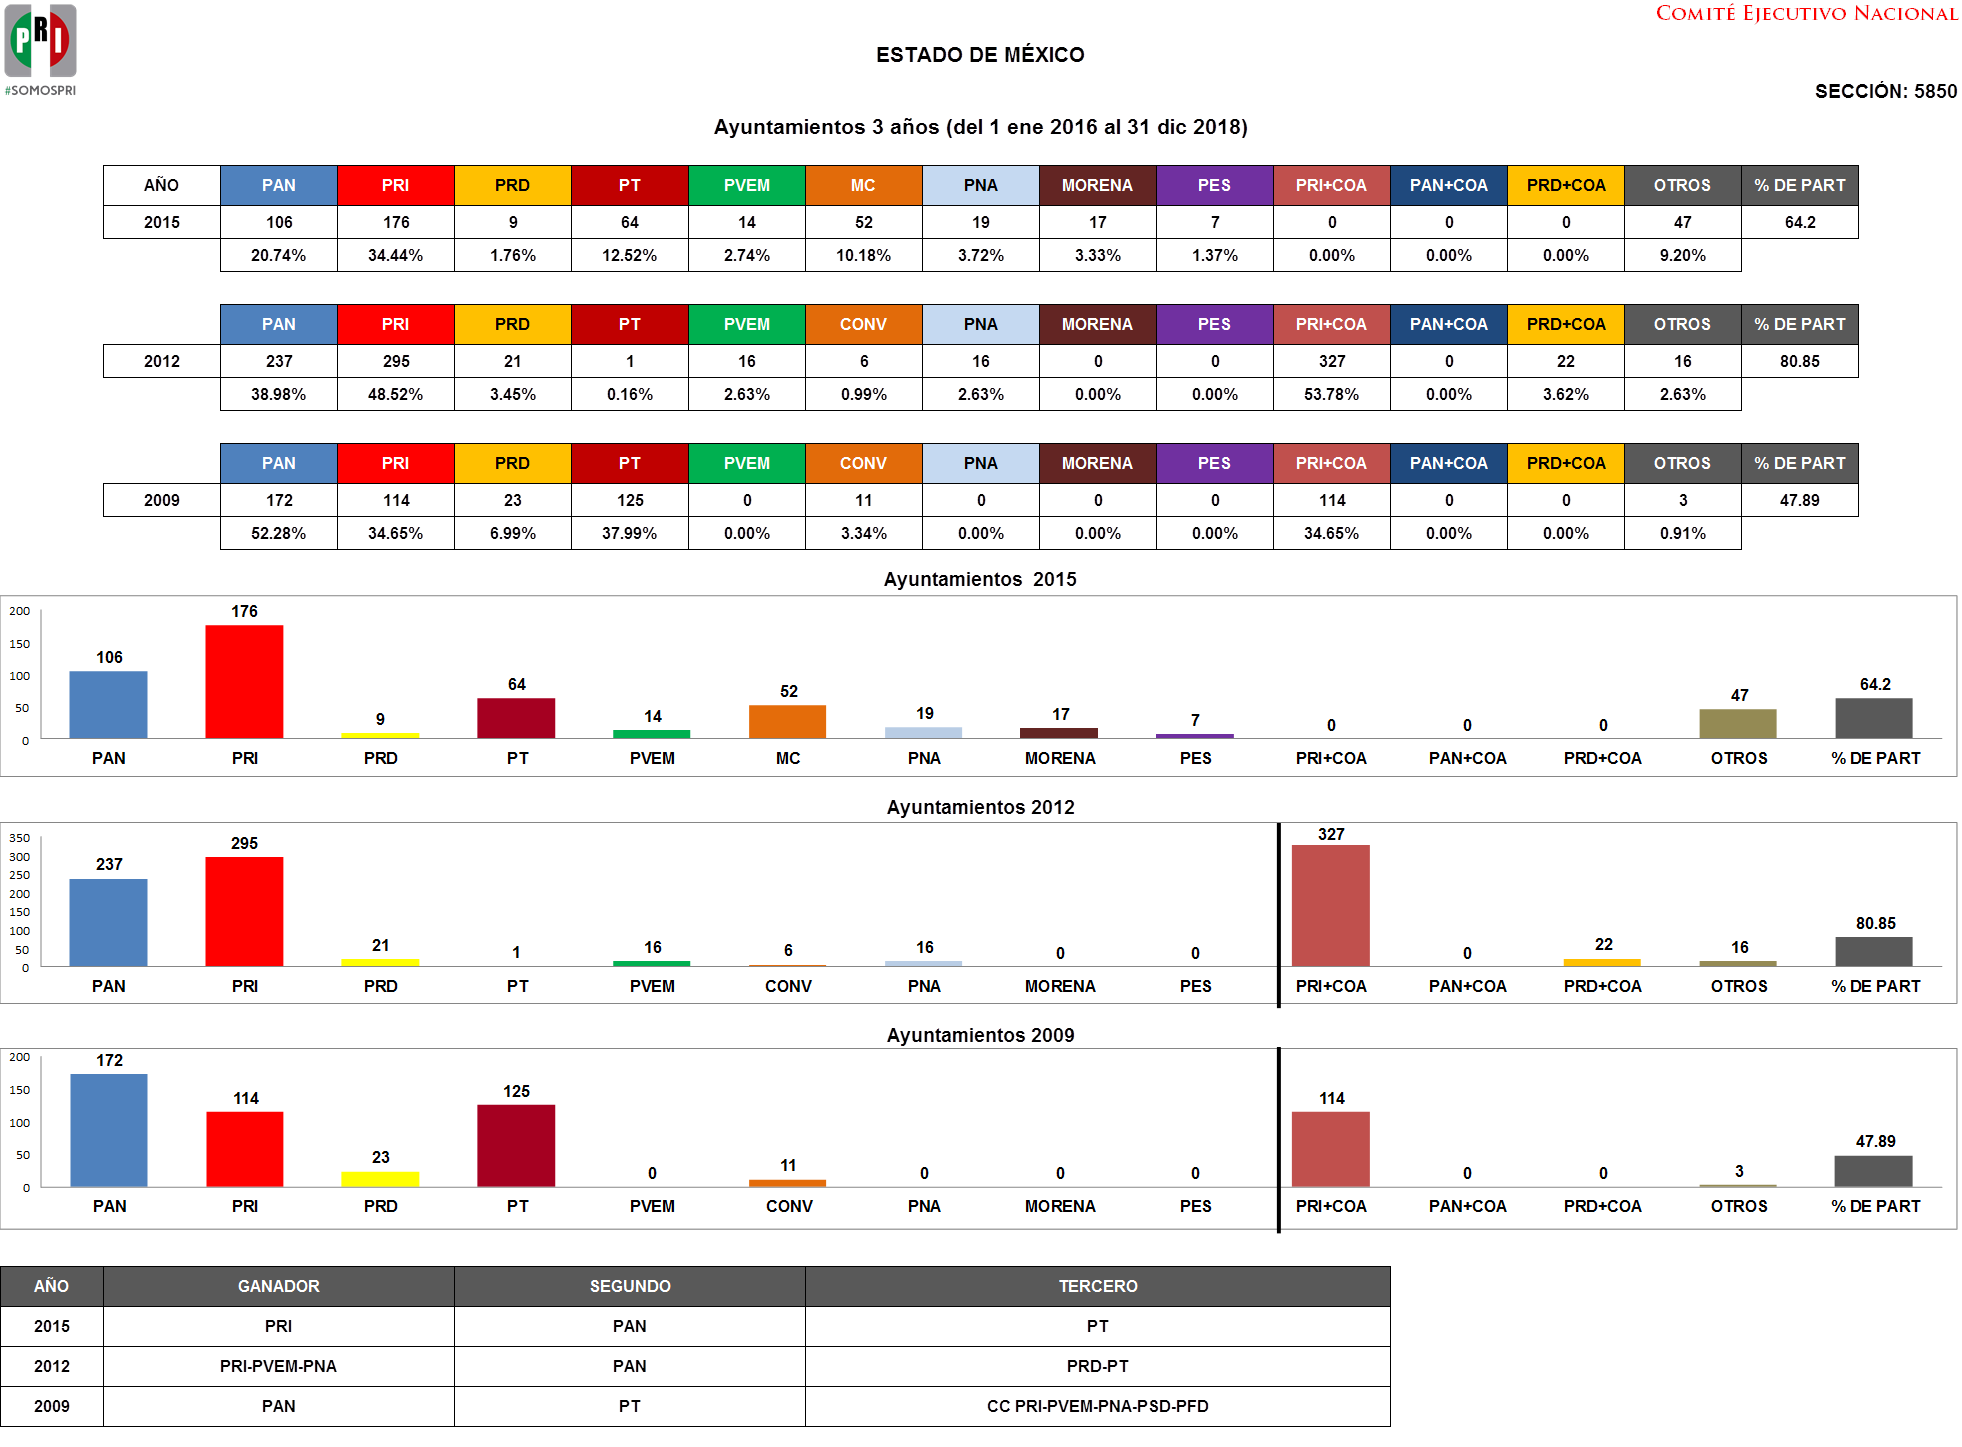 COMITÉ EJECUTIVO NACIONAL
PRI
#SOMOSPRI
ESTADO DE MÉXICO
SECCIÓN: 5850
Ayuntamientos 3 años (del 1 ene 2016 al 31 dic 2018)
AÑO PAN PRI PRD PT PVEM MC PNA MORENA PES PRI+COA PAN+COA PRD+COA OTROS % DE PART
2015 106 176 9 64 14 52 19 17 7 0 0 0 47 64.2
20.74% 34.44% 1.76% 12.52% 2.74% 10.18% 3.72% 3.33% 1.37% 0.00% 0.00% 0.00% 9.20%
PAN PRI PRD PT PVEM CONV PNA MORENA PES PRI+COA PAN+COA PRD+COA OTROS % DE PART
2012 237 295 21 1 16 6 16 0 0 327 0 22 16 80.85
38.98% 48.52% 3.45% 0.16% 2.63% 0.99% 2.63% 0.00% 0.00% 53.78% 0.00% 3.62% 2.63%
PAN PRI PRD PT PVEM CONV PNA MORENA PES PRI+COA PAN+COA PRD+COA OTROS % DE PART
2009 172 114 23 125 0 11 0 0 0 114 0 0 3 47.89
52.28% 34.65% 6.99% 37.99% 0.00% 3.34% 0.00% 0.00% 0.00% 34.65% 0.00% 0.00% 0.91%
Ayuntamientos 2015
200
150
100
50
0
106 176 9 64 14 52 19 17 7 0 0 0 47 64.2
PAN PRI PRD PT PVEM MC PNA MORENA PES PRI+COA PAN+COA PRD+COA OTROS % DE PART
Ayuntamientos 2012
350
300
250
200
150
100
50
0
237 295 21 1 16 6 16 0 0 327 0 22 16 80.85
PAN PRI PRD PT PVEM CONV PNA MORENA PES PRI+COA PAN+COA PRD+COA OTROS % DE PART
Ayuntamientos 2009
200
150
100
50
0
172 114 23 125 0 11 0 0 0 114 0 0 3 47.89
PAN PRI PRD PT PVEM CONV PNA MORENA PES PRI+COA PAN+COA PRD+COA OTROS % DE PART
AÑO GANADOR SEGUNDO TERCERO
2015 PRI PAN PT
2012 PRI-PVEM-PNA PAN PRD-PT
2009 PAN PT CC PRI-PVEM-PNA-PSD-PFD